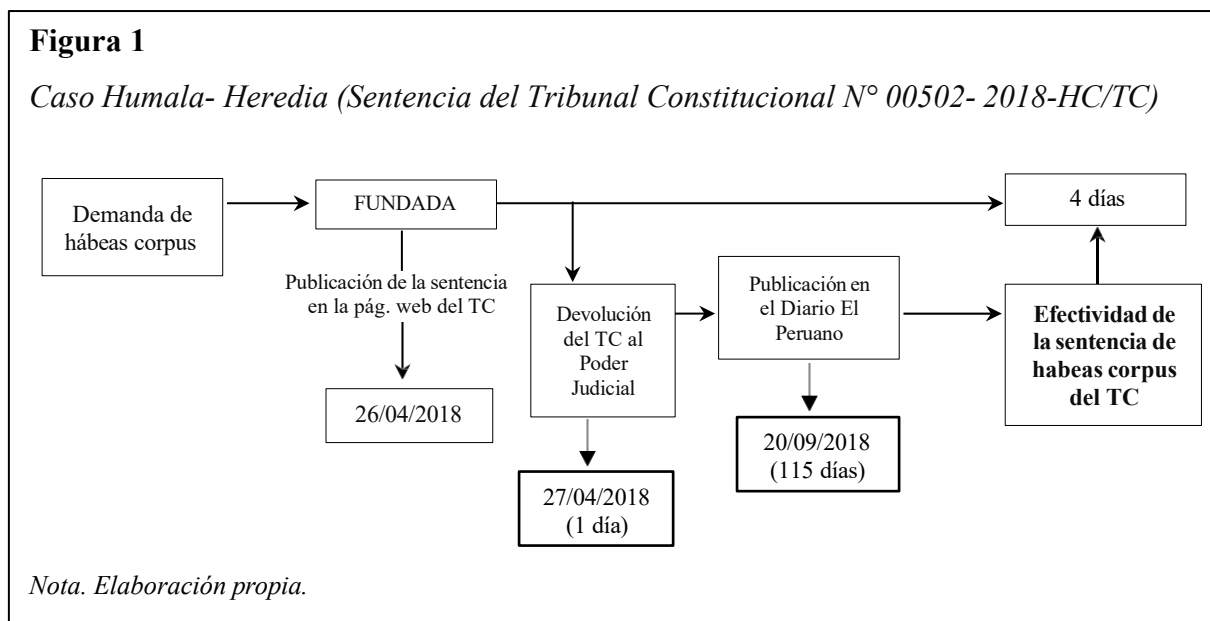 Figura 1
Caso Humala- Heredia (Sentencia del Tribunal Constitucional N° 00502- 2018-HC/TC)
Demanda de
hábeas corpus
FUNDADA
4 días
Publicación de la sentencia
en la pág. web del TC
26/04/2018
Devolución
del TC al
Poder
Judicial
27/04/2018
(1 día)
Publicación en
el Diario El
Peruano
20/09/2018
(115 días)
Efectividad de
la sentencia de
habeas corpus
del TC
Nota. Elaboración propia.